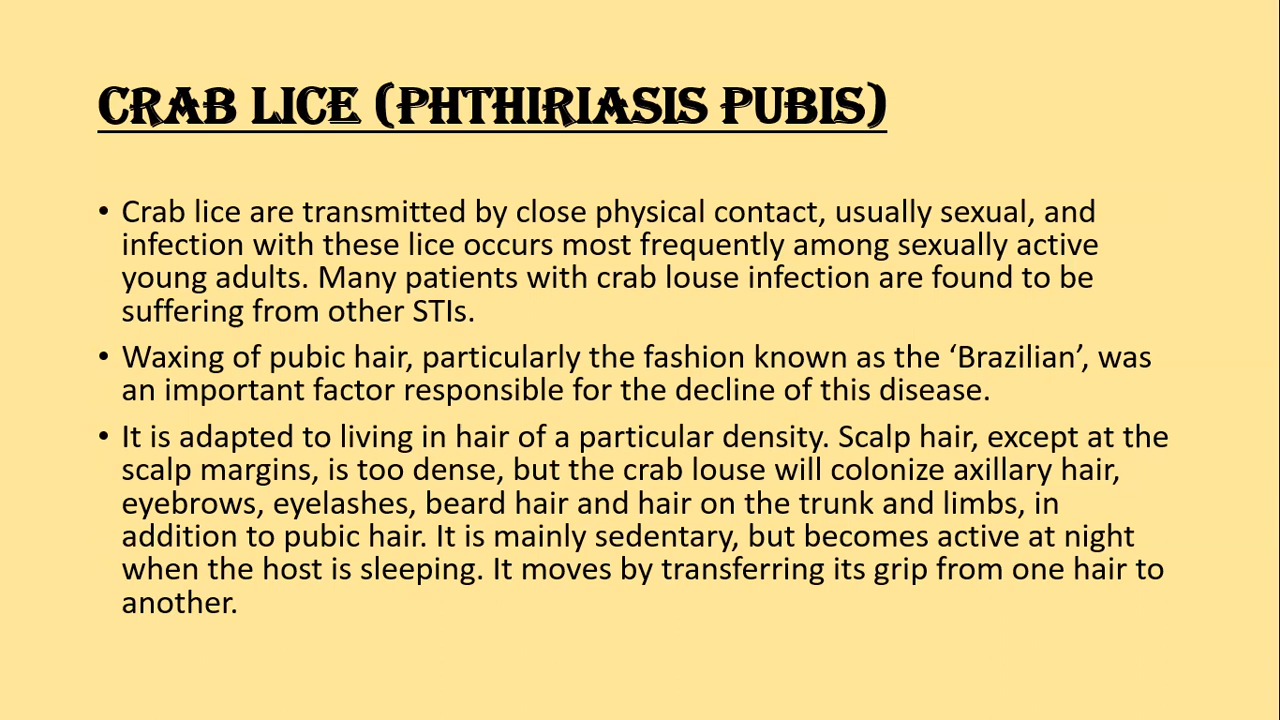 CRAB LICE (PHTHIRIASIS PUBIS)
• Crab lice are transmitted by close physical contact, usually sexual, and
infection with these lice occurs most frequently among sexually active
young adults. Many patients with crab louse infection are found to be
suffering from other STIs.
• Waxing of pubic hair, particularly the fashion known as the ‘Brazilian’, was
an important factor responsible for the decline of this disease.
• It is adapted to living in hair of a particular density. Scalp hair, except at the
scalp margins, is too dense, but the crab louse will colonize axillary hair,
eyebrows, eyelashes, beard hair and hair on the trunk and limbs, in
addition to pubic hair. It is mainly sedentary, but becomes active at night
when the host is sleeping. It moves by transferring its grip from one hair to
another.